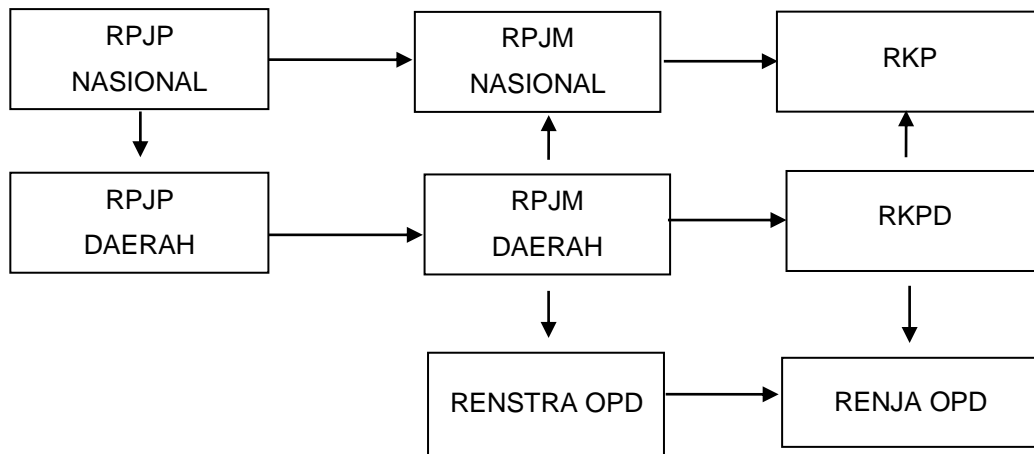 RPJP
NASIONAL
RPJM
NASIONAL
RKP
RPJP
DAERAH
RPJM
DAERAH
RKPD
RENSTRA OPD
RENJA OPD